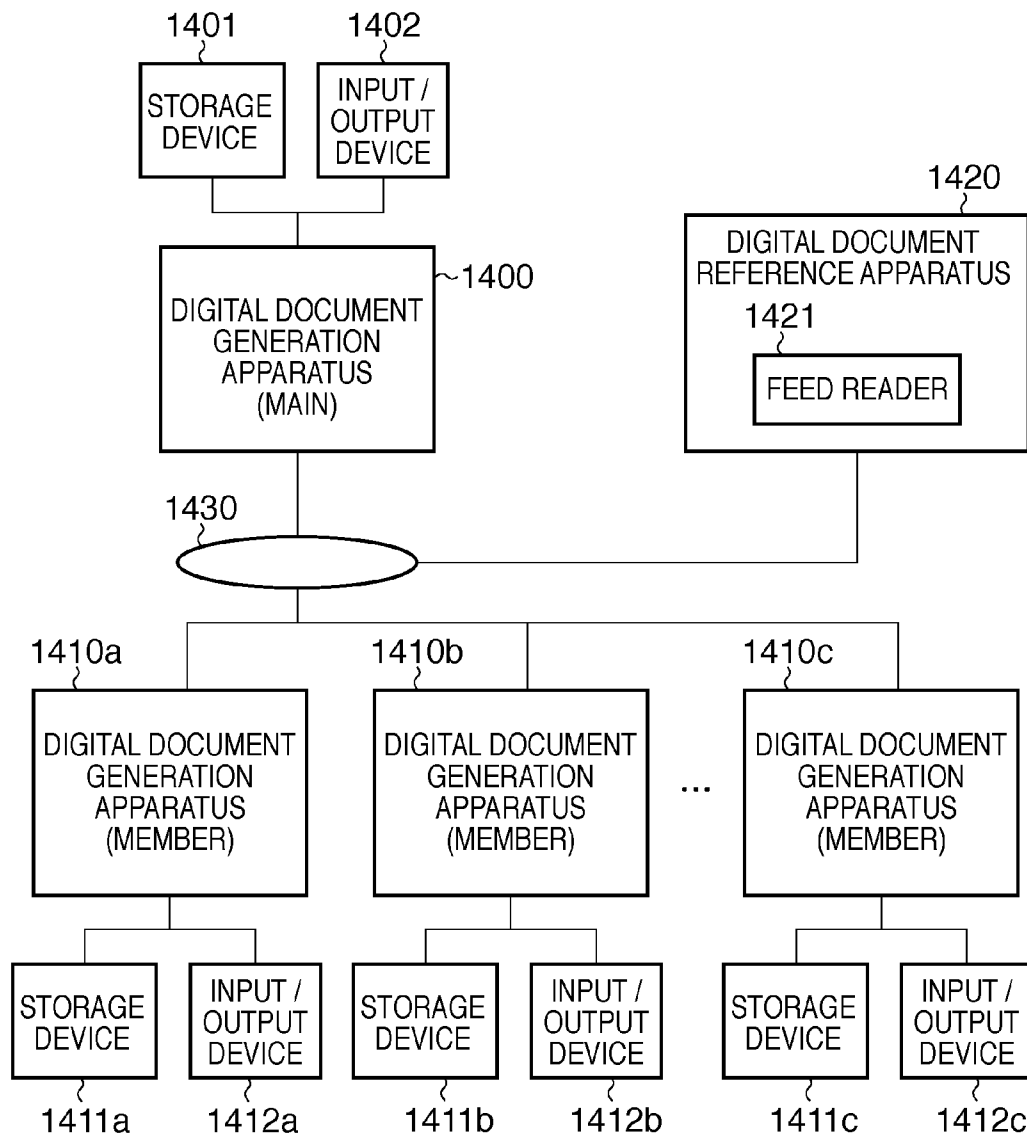 1401
1402
STORAGE
DEVICE
INPUT /
OUTPUT
DEVICE
1420
DIGITAL DOCUMENT
REFERENCE APPARATUS
1421
FEED READER
1400
DIGITAL DOCUMENT
GENERATION
APPARATUS
(MAIN)
1430
1410a
1410b
1410c
DIGITAL DOCUMENT
GENERATION
APPARATUS
(MEMBER)
DIGITAL DOCUMENT
GENERATION
APPARATUS
(MEMBER)
...
DIGITAL DOCUMENT
GENERATION
APPARATUS
(MEMBER)
STORAGE
DEVICE
INPUT /
OUTPUT
DEVICE
STORAGE
DEVICE
INPUT /
OUTPUT
DEVICE
STORAGE
DEVICE
INPUT /
OUTPUT
DEVICE
1411a
1412a
1411b
1412b
1411c
1412c